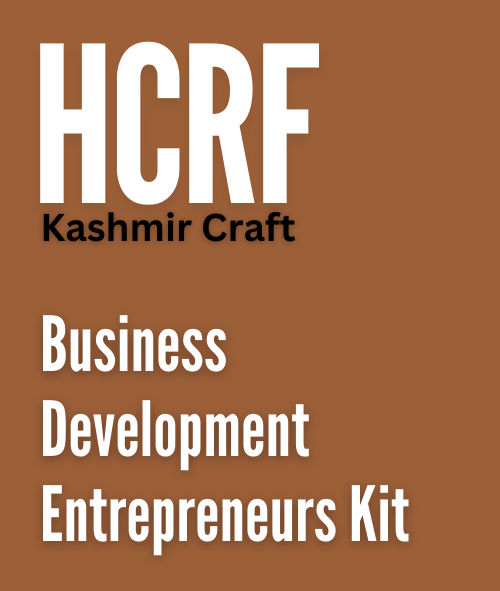 HCRF
Kashmir Craft
Business
Development
Entrepreneurs Kit